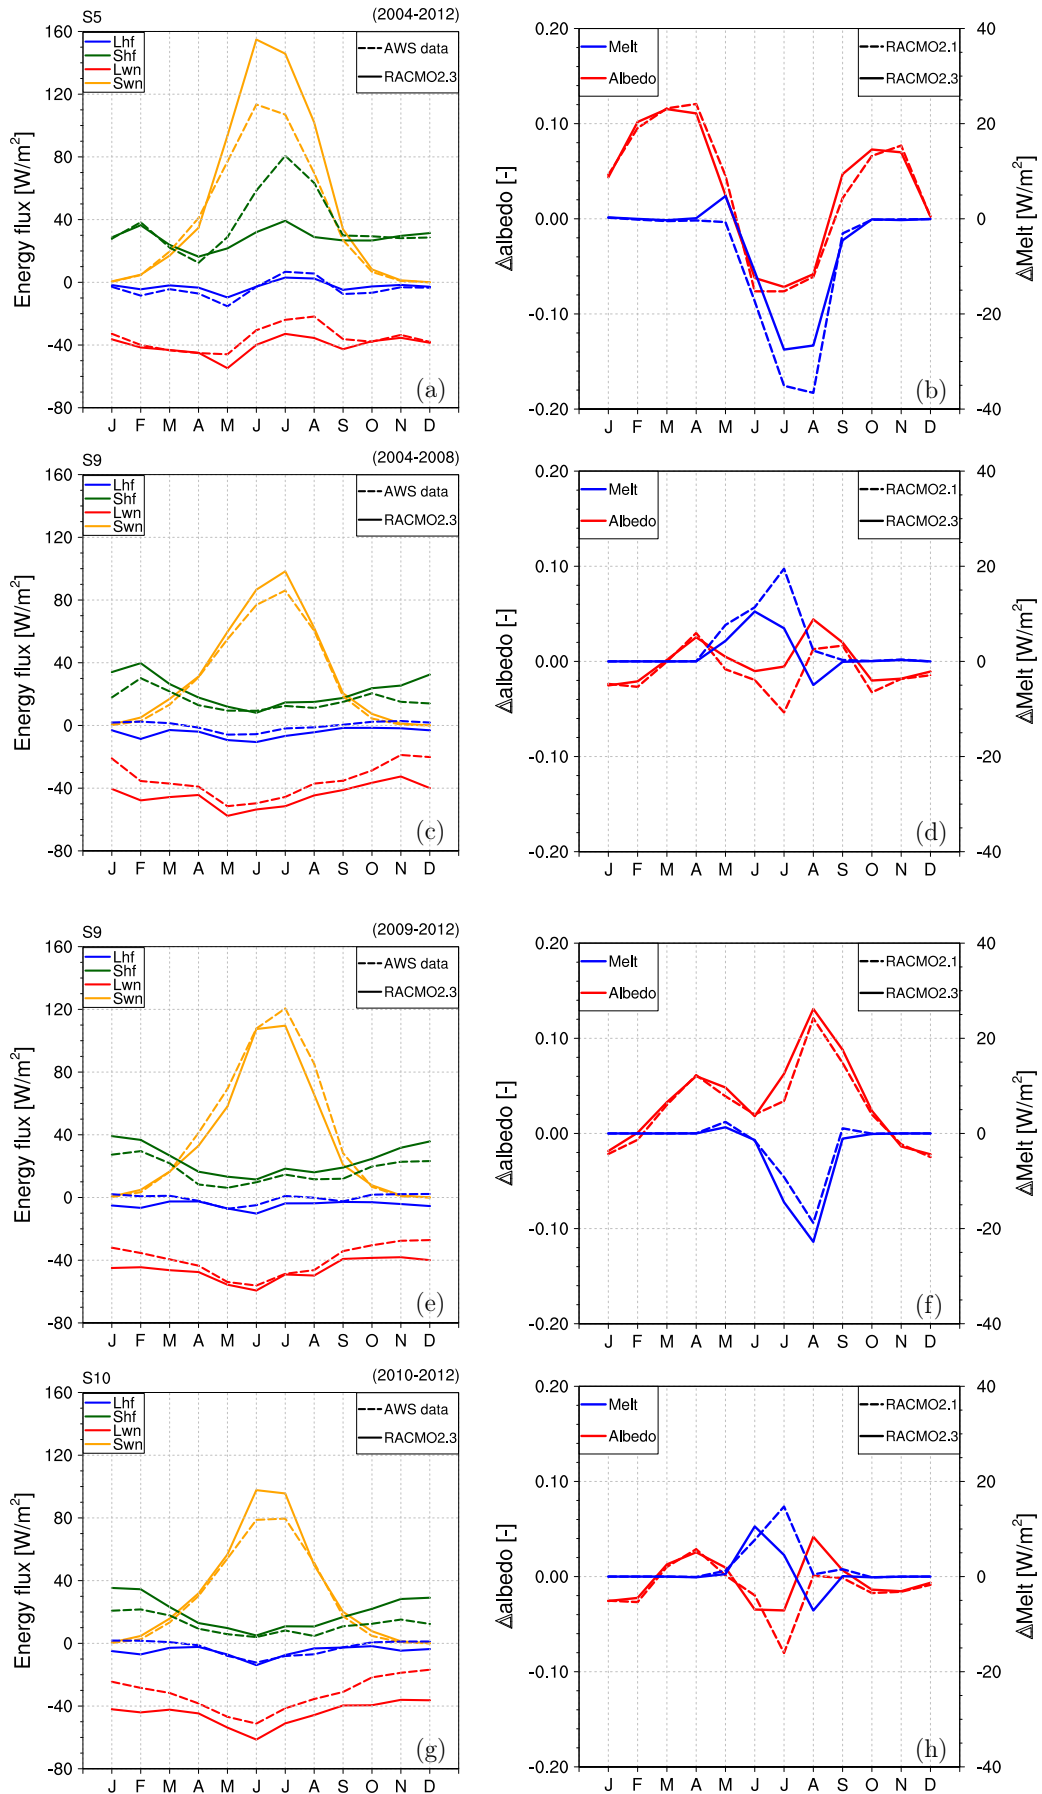 S5 (2004-2012)
160
120
80
40
0
-40
-80
Energy flux [W/m²]
Lhf
Shf
Lwn
Swn
AWS data
RACMO2.3
(a)
J F M A M J J A S O N D
0.20
0.10
0.00
-0.10
-0.20
Δalbedo [-]
Melt
Albedo
RACMO2.1
RACMO2.3
40
20
0
-20
-40
ΔMelt [W/m²]
(b)
J F M A M J J A S O N D
S9 (2004-2008)
160
120
80
40
0
-40
-80
Energy flux [W/m²]
Lhf
Shf
Lwn
Swn
AWS data
RACMO2.3
(c)
J F M A M J J A S O N D
0.20
0.10
0.00
-0.10
-0.20
Δalbedo [-]
Melt
Albedo
RACMO2.1
RACMO2.3
40
20
0
-20
-40
ΔMelt [W/m²]
(d)
J F M A M J J A S O N D
S9 (2009-2012)
160
120
80
40
0
-40
-80
Energy flux [W/m²]
Lhf
Shf
Lwn
Swn
AWS data
RACMO2.3
(e)
J F M A M J J A S O N D
0.20
0.10
0.00
-0.10
-0.20
Δalbedo [-]
Melt
Albedo
RACMO2.1
RACMO2.3
40
20
0
-20
-40
ΔMelt [W/m²]
(f)
J F M A M J J A S O N D
S10 (2010-2012)
160
120
80
40
0
-40
-80
Energy flux [W/m²]
Lhf
Shf
Lwn
Swn
AWS data
RACMO2.3
(g)
J F M A M J J A S O N D
0.20
0.10
0.00
-0.10
-0.20
Δalbedo [-]
Melt
Albedo
RACMO2.1
RACMO2.3
40
20
0
-20
-40
ΔMelt [W/m²]
(h)
J F M A M J J A S O N D